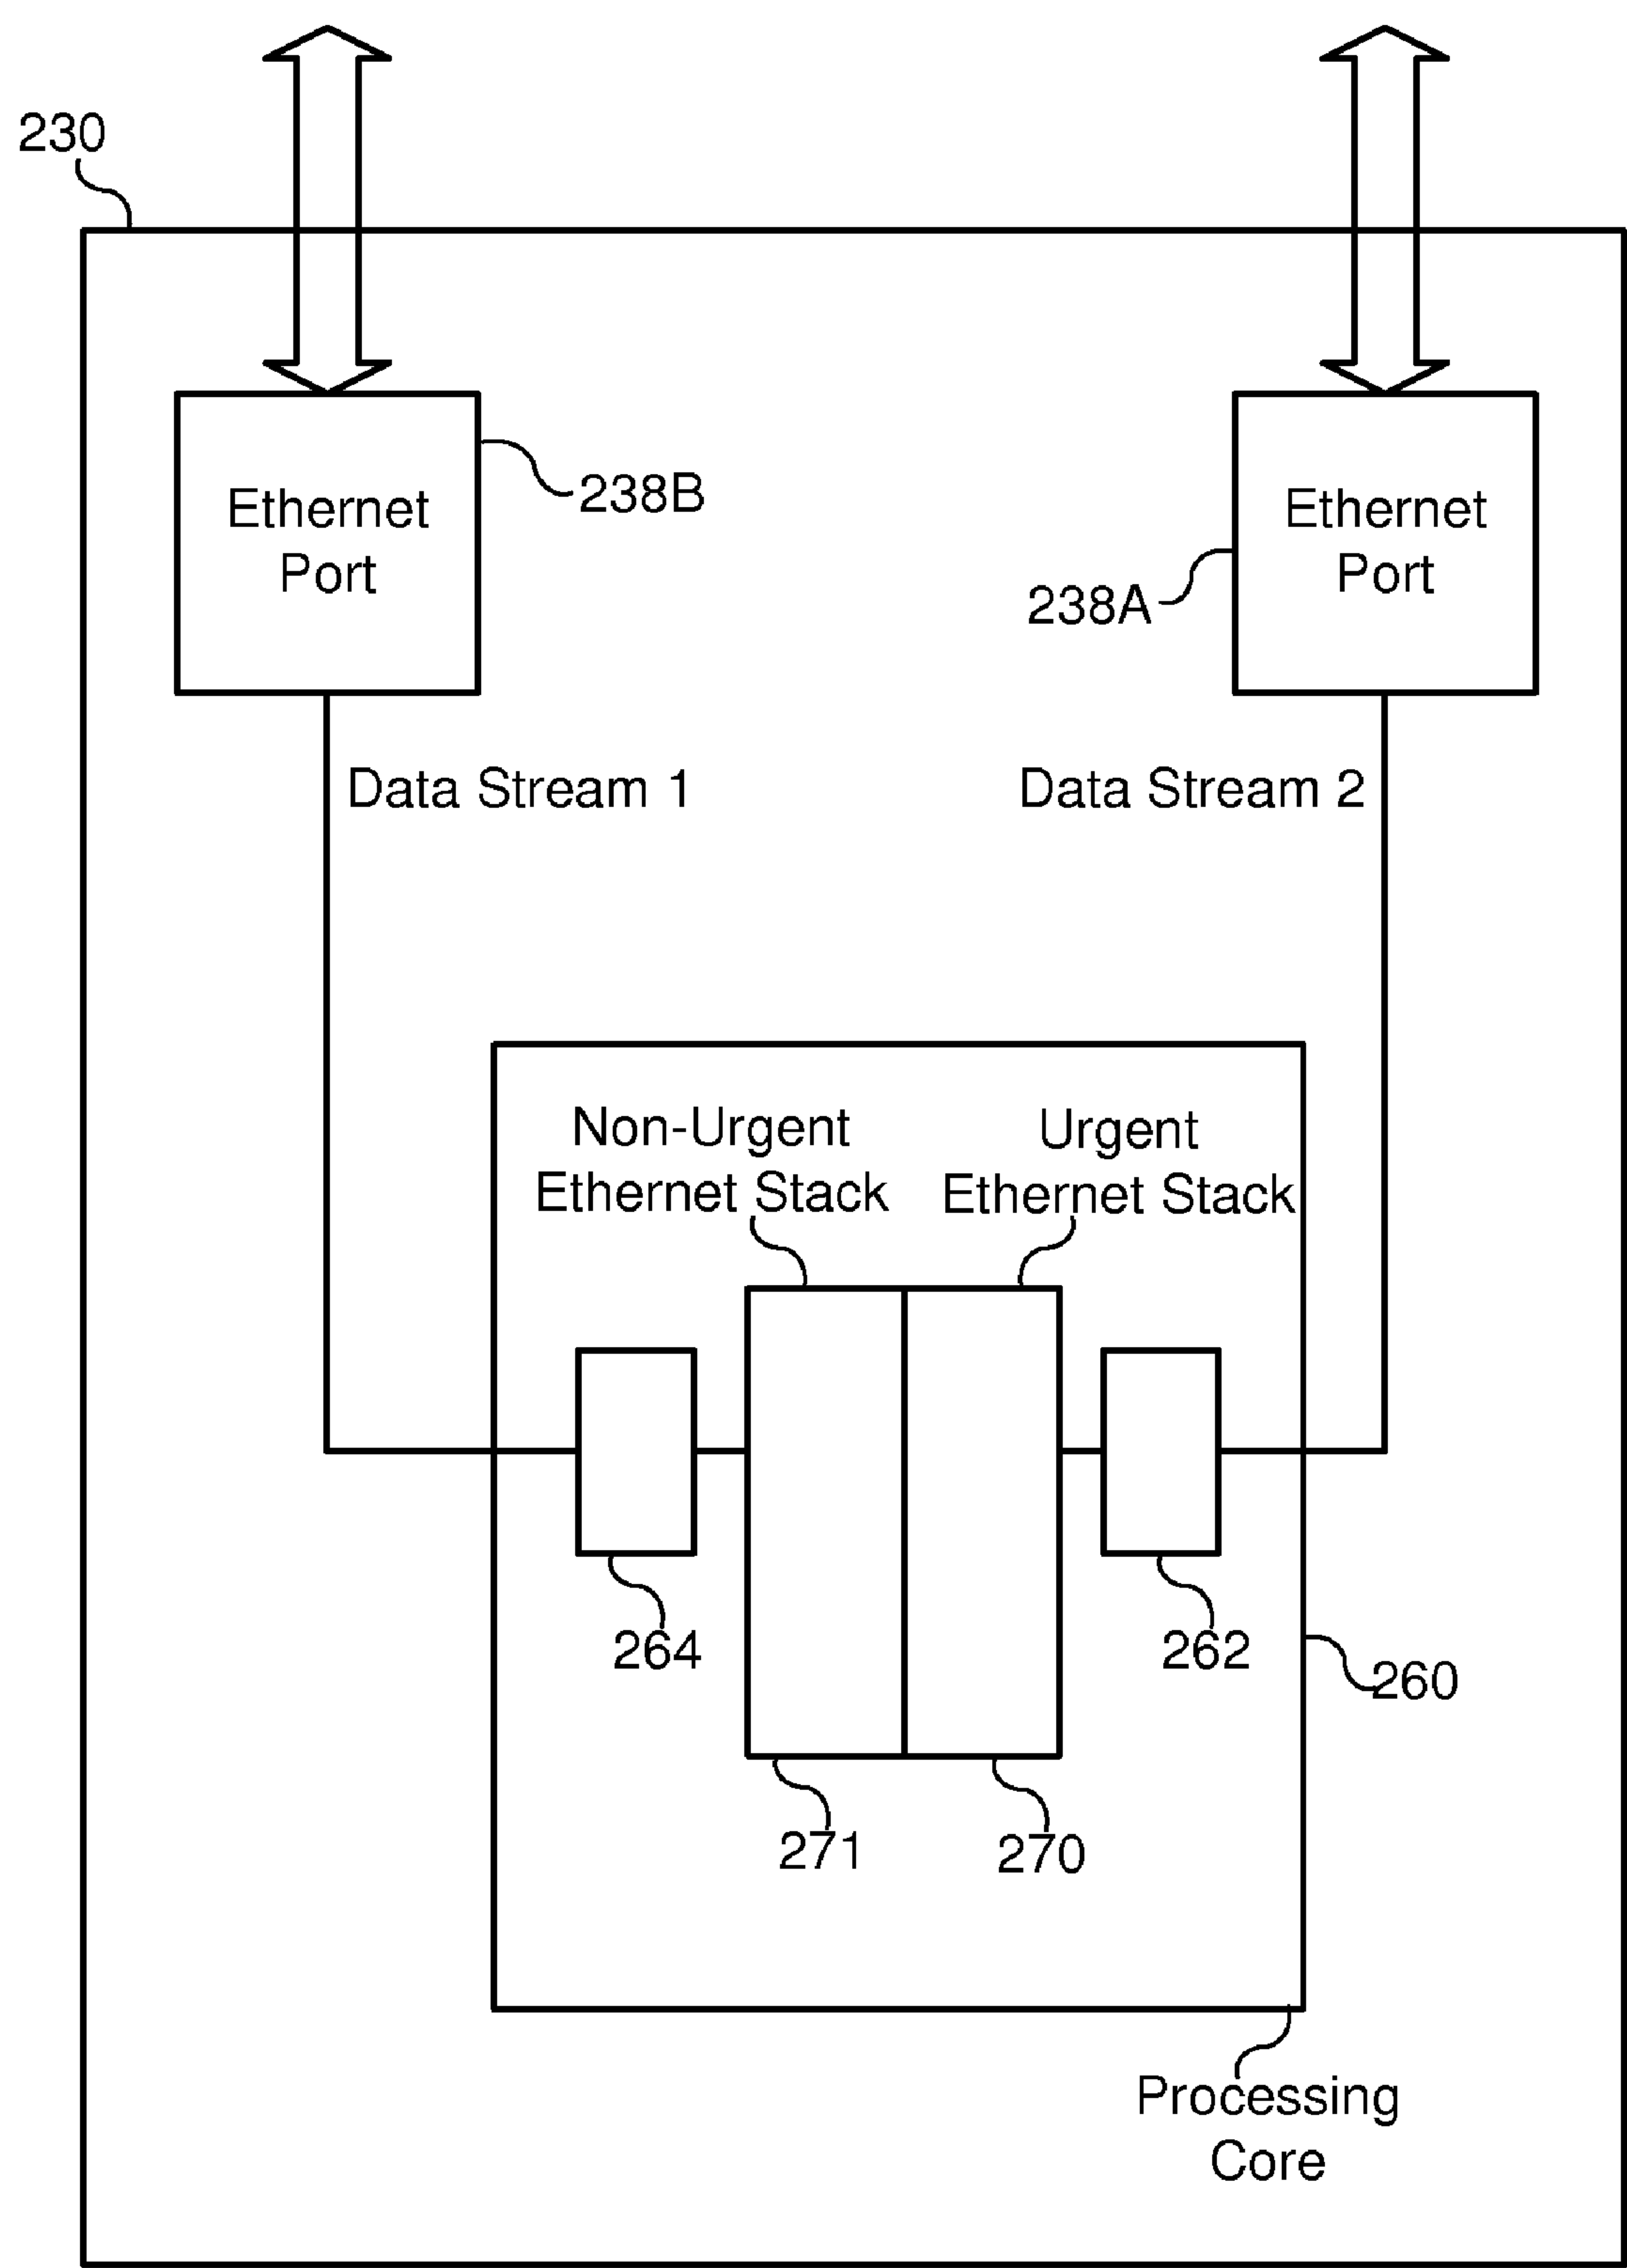 230
Ethernet
Port
238B
Ethernet
Port
238A
Data Stream 1
Data Stream 2
Non-Urgent
Ethernet Stack
Urgent
Ethernet Stack
264
262
260
271
270
Processing
Core